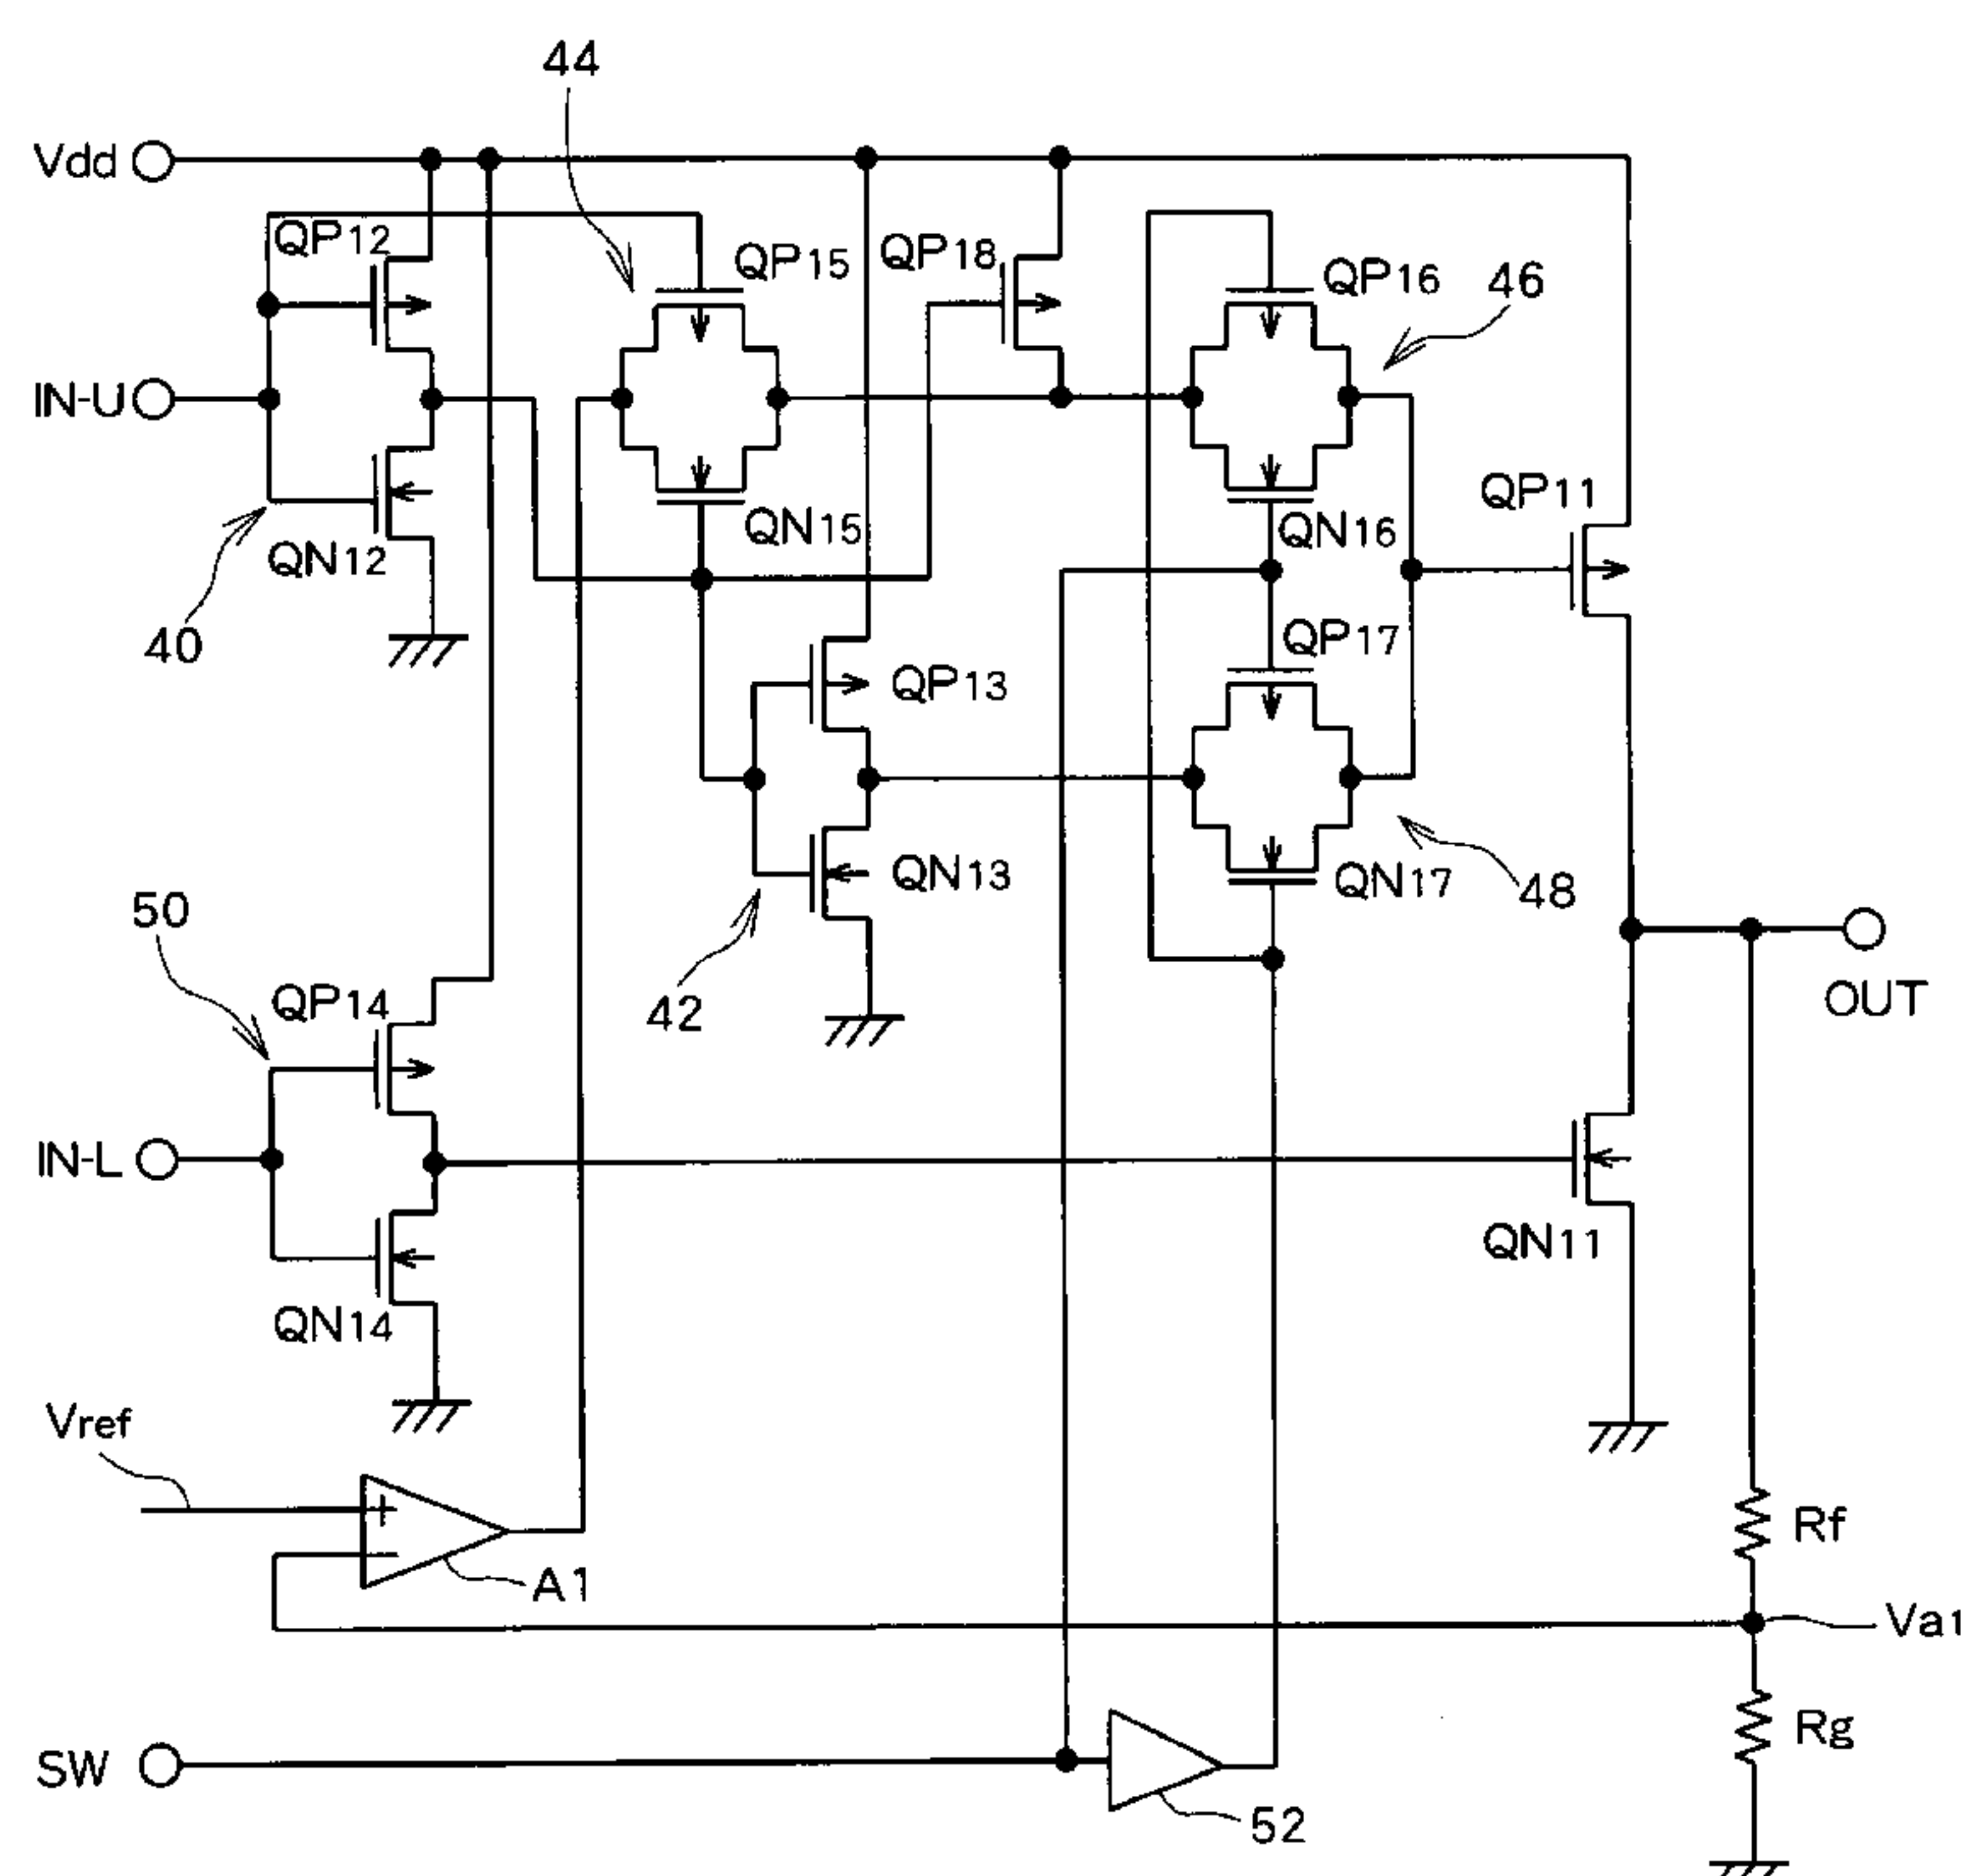 44
Vdd
QP12
QP15
QP18
QP16
46
IN-U
QP11
QN15
QN16
QN12
40
QP17
QP13
QN13
QN17
48
50
42
QP14
OUT
IN-L
QN11
QN14
Vref
Rf
A1
Va1
Rg
SW
52